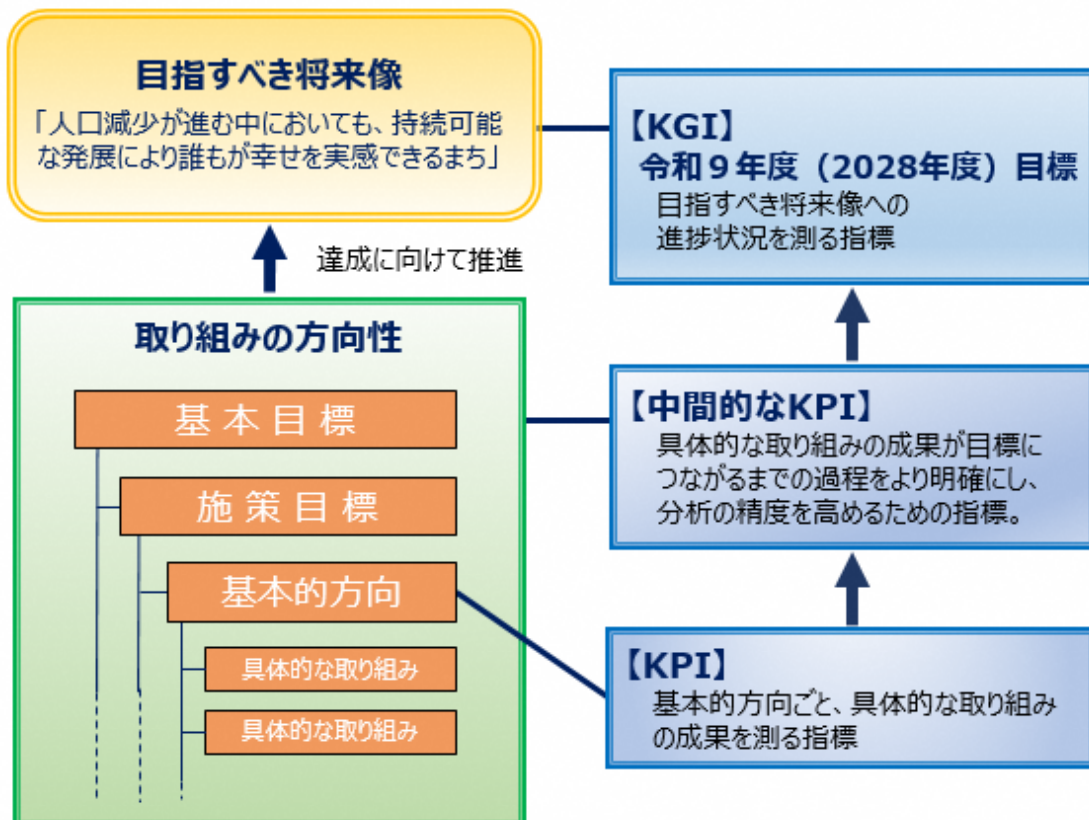 目指すべき将来像
「人口減少が進む中においても、持続可能
な発展により誰もが幸せを実感できるまち」
達成に向けて推進
取り組みの方向性
基本目標
施策目標
基本的方向
具体的な取り組み
具体的な取り組み
【KGI】
令和９年度（2028年度）目標
目指すべき将来像への
進捗状況を測る指標
【中間的なKPI】
具体的な取り組みの成果が目標に
つながるまでの過程をより明確にし、
分析の精度を高めるための指標。
【KPI】
基本的方向ごと、具体的な取り組み
の成果を測る指標